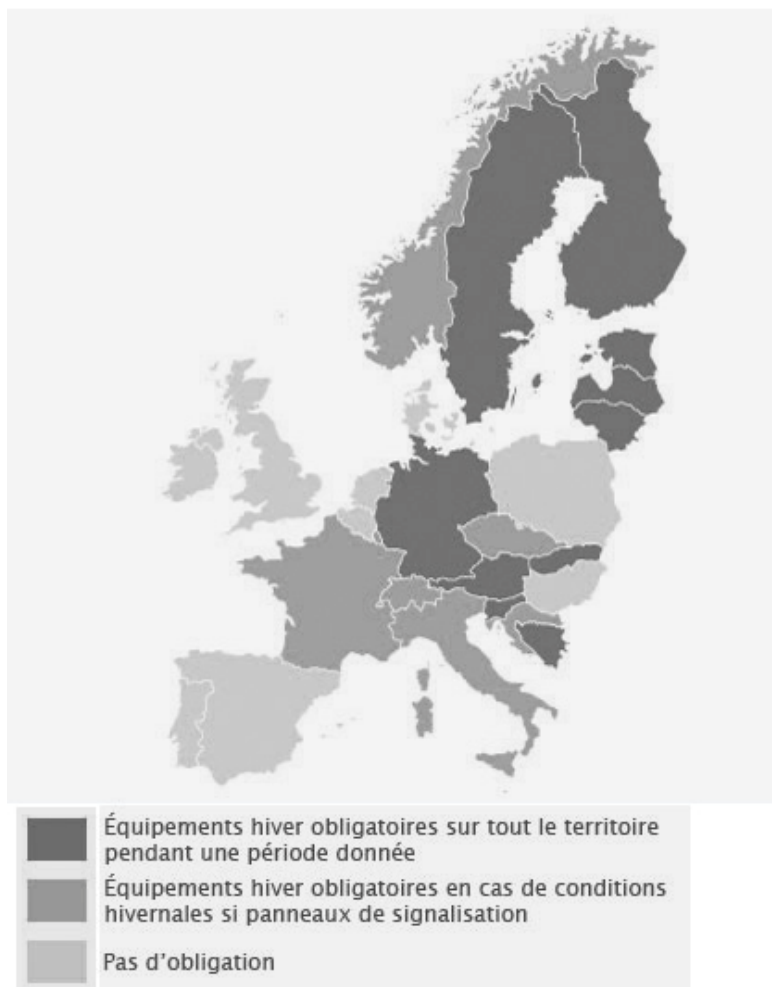 Équipements hiver obligatoires sur tout le territoire
pendant une période donnée
Équipements hiver obligatoires en cas de conditions
hivernales si panneaux de signalisation
Pas d'obligation